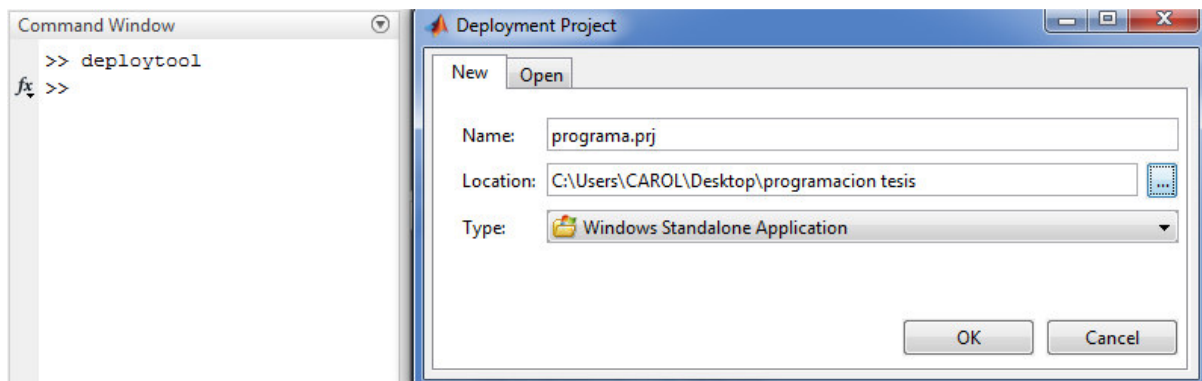 Command Window
>> deploytool
fx >>
Deployment Project
New Open
Name: programa.prj
Location: C:\Users\CAROL\Desktop\programacion tesis ...
Type: Windows Standalone Application
OK Cancel